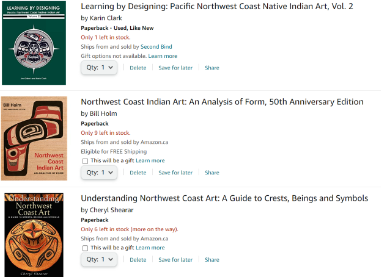 LEARNING BY DESIGNING
Learning by Designing: Pacific Northwest Coast Native Indian Art, Vol. 2
by Karin Clark
Paperback - Used, Like New
Only 1 left in stock.
Ships from and sold by Second Bind
Gift options not available. Learn more
Qty: 1
Delete
Save for later
Share
Bill Holm
Northwest
Coast
Indian Art
Northwest Coast Indian Art: An Analysis of Form, 50th Anniversary Edition
by Bill Holm
Paperback
Only 9 left in stock.
Ships from and sold by Amazon.ca
Eligible for FREE Shipping
This will be a gift Learn more
Qty: 1
Delete
Save for later
Share
Understanding
Northwest
Coast Art
Cheryl Shearar
Understanding Northwest Coast Art: A Guide to Crests, Beings and Symbols
by Cheryl Shearar
Paperback
Only 6 left in stock (more on the way).
Ships from and sold by Amazon.ca
This will be a gift Learn more
Qty: 1
Delete
Save for later
Share